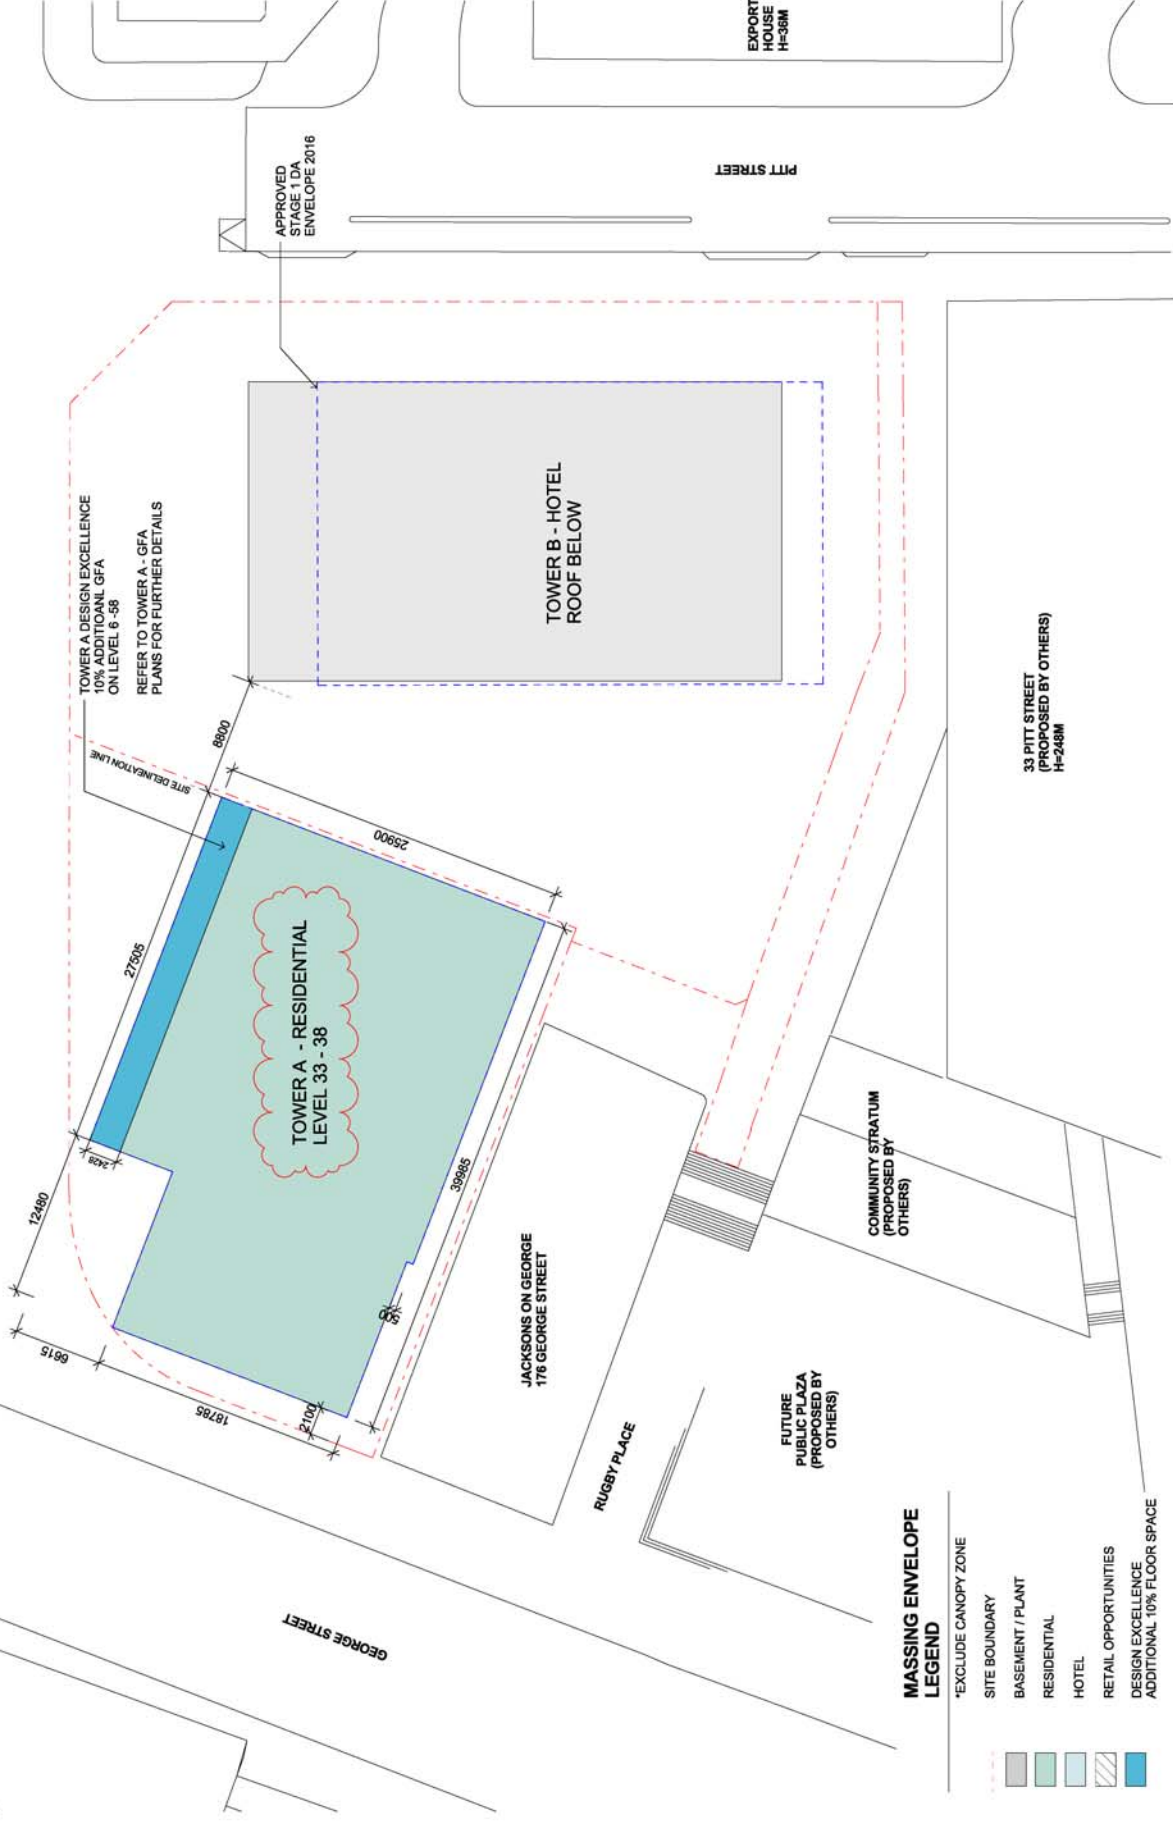 EXPORT
HOUSE
H=36M
PITT STREET
APPROVED
STAGE 1 DA
ENVELOPE 2016
TOWER A DESIGN EXCELLENCE
10% ADDITIOANL GFA
ON LEVEL 6 -58
REFER TO TOWER A - GFA
PLANS FOR FURTHER DETAILS
SITE DELINEATION LINE
8800
TOWER B - HOTEL
ROOF BELOW
25900
27505
TOWER A - RESIDENTIAL
LEVEL 33 - 38
2428
12480
39985
500
6615
18785
2100
33 PITT STREET
(PROPOSED BY OTHERS)
H=248M
COMMUNITY STRATUM
(PROPOSED BY
OTHERS)
JACKSONS ON GEORGE
176 GEORGE STREET
RUGBY PLACE
FUTURE
PUBLIC PLAZA
(PROPOSED BY
OTHERS)
GEORGE STREET
MASSING ENVELOPE
LEGEND
*EXCLUDE CANOPY ZONE
SITE BOUNDARY
BASEMENT / PLANT
RESIDENTIAL
HOTEL
RETAIL OPPORTUNITIES
DESIGN EXCELLENCE
ADDITIONAL 10% FLOOR SPACE